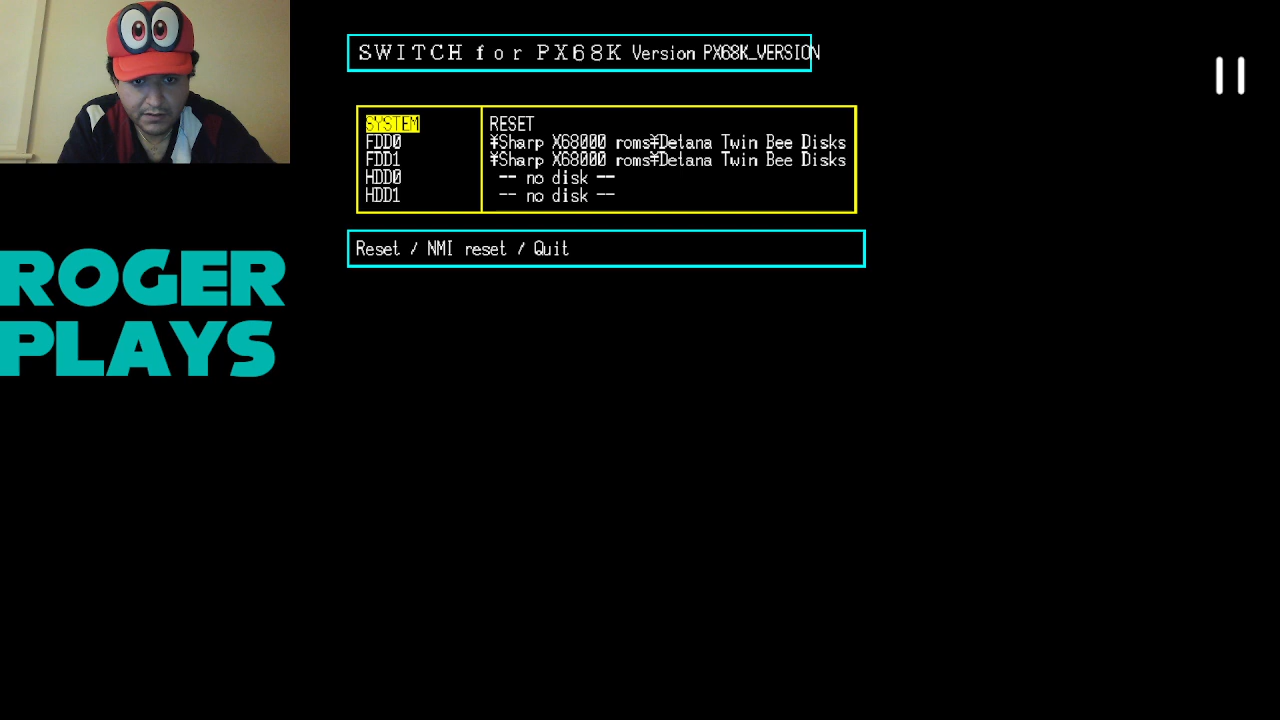 SWITCH for PX68K Version PX68K_VERSION
SYSTEM RESET
FDD0 ¥Sharp X68000 roms¥Detana Twin Bee Disks
FDD1 ¥Sharp X68000 roms¥Detana Twin Bee Disks
HDD0 -- no disk --
HDD1 -- no disk --
Reset / NMI reset / Quit
ROGER
PLAYS